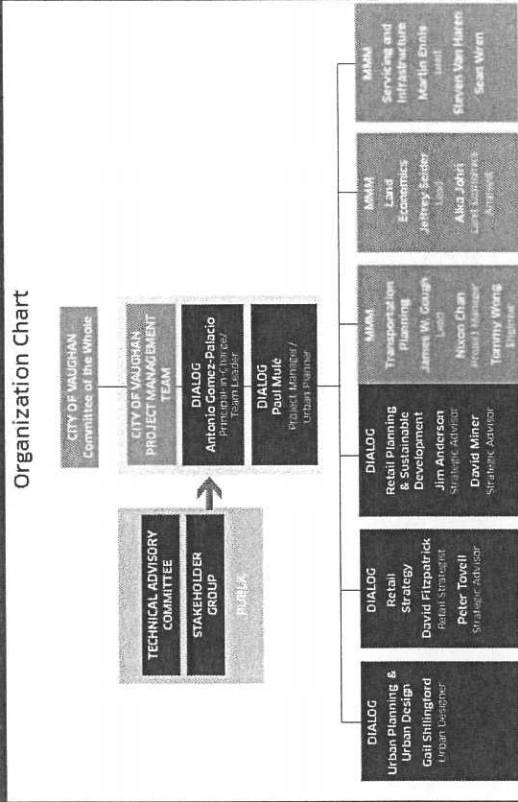 Organization Chart
CITY OF VAUGHAN
Committee of the Whole
CITY OF VAUGHAN
PROJECT MANAGEMENT
TEAM
DIALOG
Antonio Gomez-Palacio
Principal-in-Charge/
Team Leader
DIALOG
Paul Mulé
Project Manager/
Urban Planner
TECHNICAL ADVISORY
COMMITTEE
STAKEHOLDER
GROUP
PUBLIC
DIALOG
Urban Planning &
Urban Design
Gail Shillingford
Urban Designer
DIALOG
Retail
Strategy
David Fitzpatrick
Retail Strategist
Peter Tovell
Strategic Advisor
DIALOG
Retail Planning
& Sustainable
Development
Jim Anderson
Strategic Advisor
David Miner
Strategic Advisor
MMM
Transportation
Planning
James W. Gough
Lead
Nixon Chan
Project Manager
Tommy Wong
Engineer
MMM
Land
Economics
Jeffrey Seider
Lead
Alka Johri
Land Economics
Analyst
MMM
Servicing and
Infrastructure
Martin Ennis
Lead
Steven Van Haren
Sean Wren